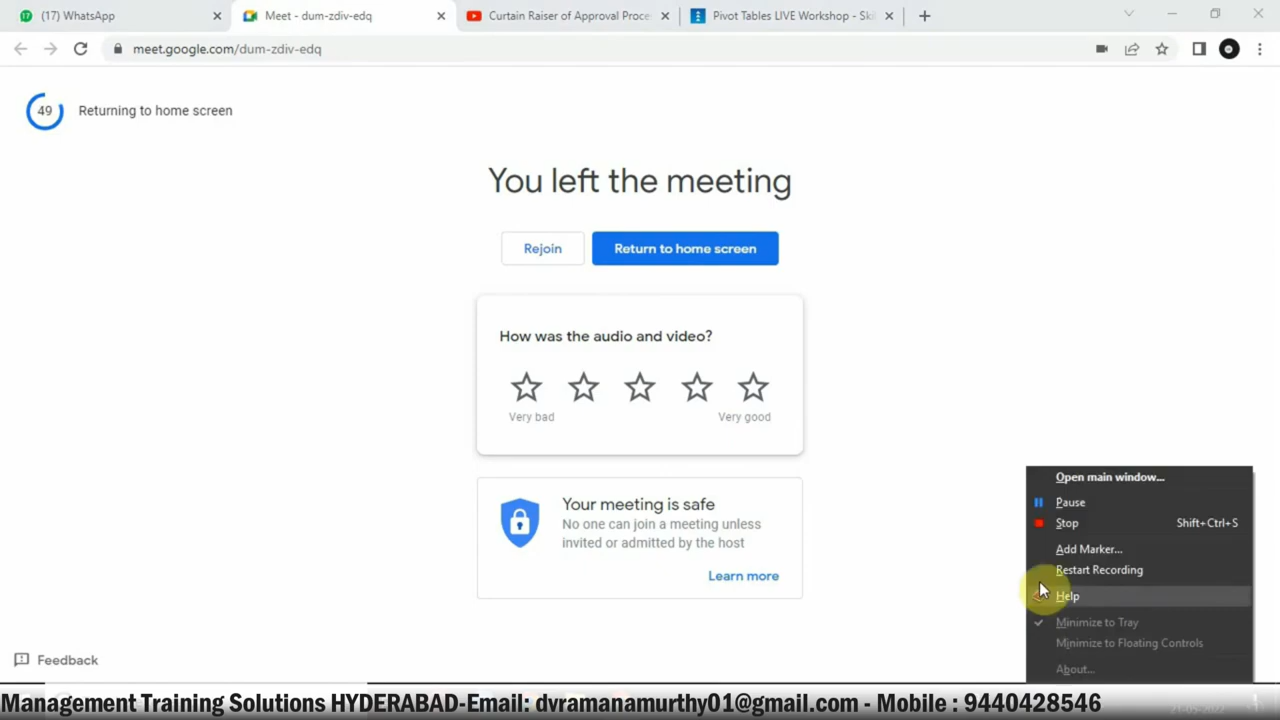 17 (17) WhatsApp
Meet - dum-zdiv-edq
Curtain Raiser of Approval Proce
Pivot Tables LIVE Workshop - Ski
meet.google.com/dum-zdiv-edq
49 Returning to home screen
You left the meeting
Rejoin
Return to home screen
How was the audio and video?
Very bad
Very good
Your meeting is safe
No one can join a meeting unless
invited or admitted by the host
Learn more
Open main window...
Pause
Stop Shift+Ctrl+S
Add Marker...
Restart Recording
Help
Minimize to Tray
Minimize to Floating Controls
About...
Feedback
Management Training Solutions HYDERABAD-Email: dvramanamurthy01@gmail.com - Mobile : 9440428546
21-05-2022